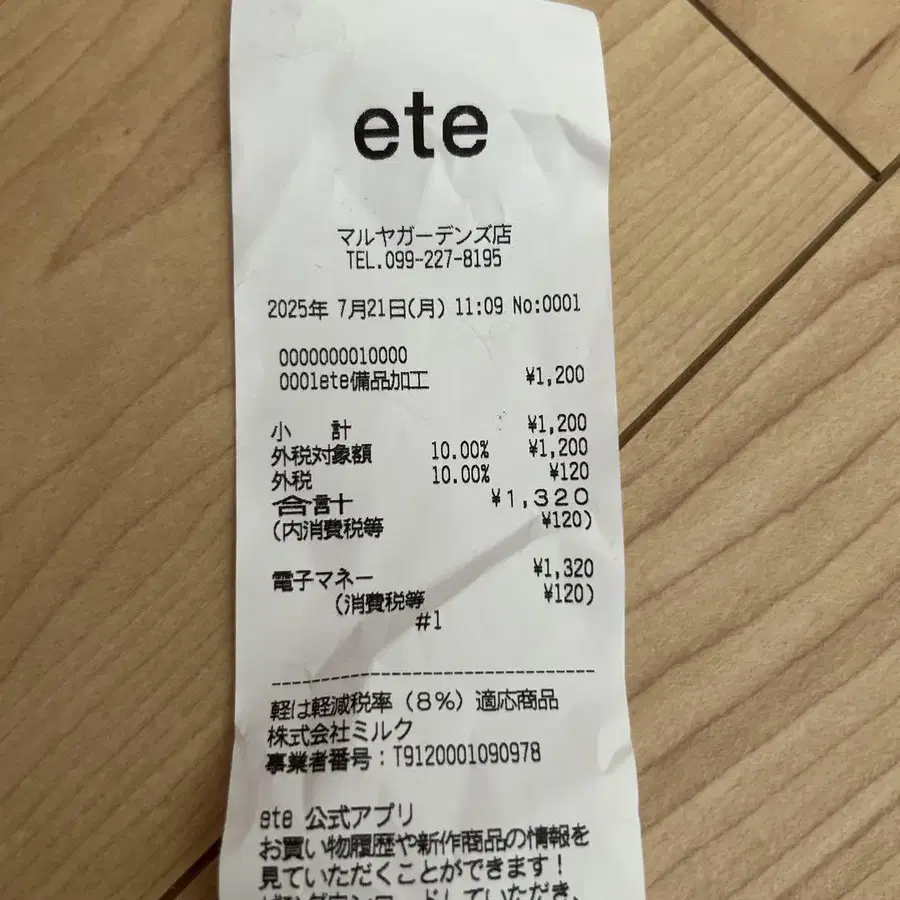 ete
マルヤガーデンズ店
TEL.099-227-8195
2025年 7月21日(月) 11:09 No:0001
0000000010000
0001ete備品加工 ¥1,200
小　計 ¥1,200
外税対象額 10.00% ¥1,200
外税 10.00% ¥120
合計 ¥1,320
(内消費税等 ¥120)
電子マネー ¥1,320
(消費税等 ¥120)
#1
軽は軽減税率(8%)適応商品
株式会社ミルク
事業者番号:T9120001090978
ete 公式アプリ
お買い物履歴や新作商品の情報を
見ていただくことができます!
ドしていただき、